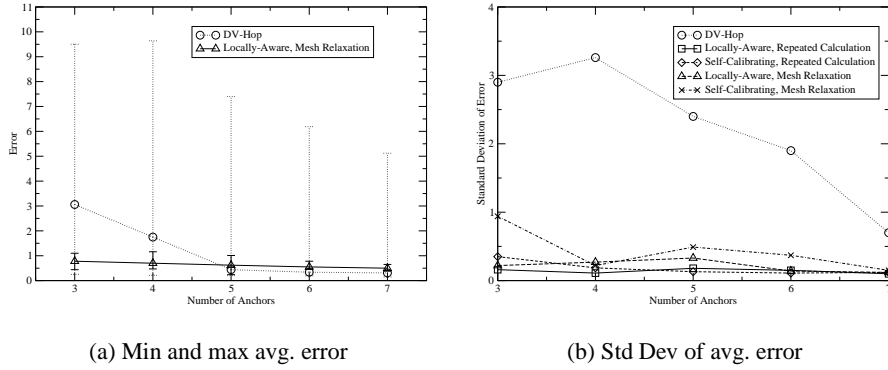 11
10
9
8
7
6
5
4
3
2
1
0
Error
3 4 5 6 7
Number of Anchors
DV-Hop
Locally-Aware, Mesh Relaxation
(a) Min and max avg. error
4
3
2
1
0
Standard Deviation of Error
3 4 5 6 7
Number of Anchors
DV-Hop
Locally-Aware, Repeated Calculation
Self-Calibrating, Repeated Calculation
Locally-Aware, Mesh Relaxation
Self-Calibrating, Mesh Relaxation
(b) Std Dev of avg. error